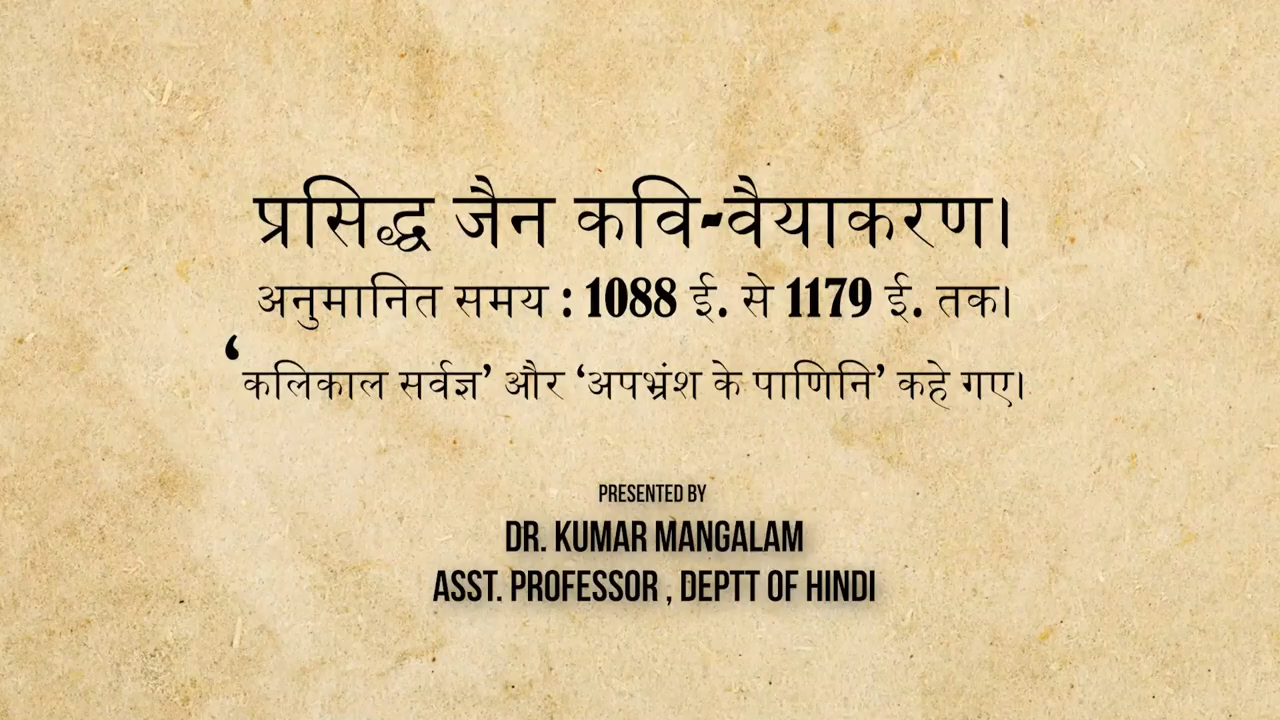 प्रसिद्ध जैन कवि-वैयाकरण।
अनुमानित समय : 1088 ई. से 1179 ई. तक।
‘कलिकाल सर्वज्ञ’ और ‘अपभ्रंश के पाणिनि’ कहे गए।
PRESENTED BY
DR. KUMAR MANGALAM
ASST. PROFESSOR , DEPTT OF HINDI